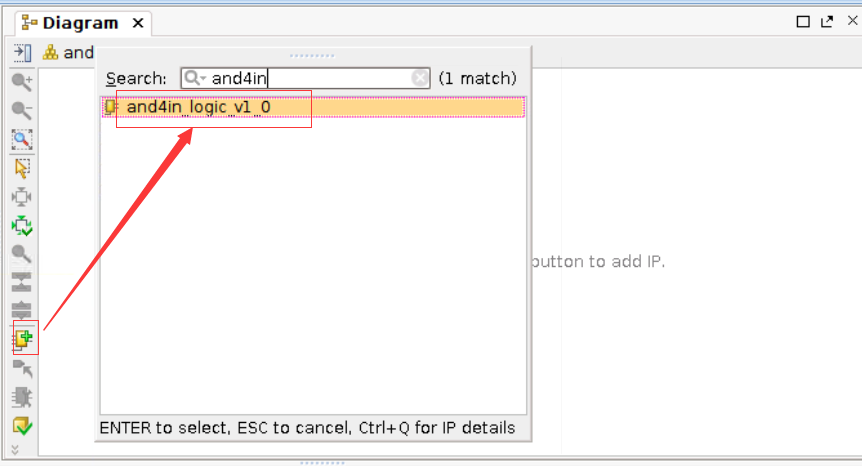 Diagram
and
Search: and4in (1 match)
and4in_logic_v1_0
button to add IP.
ENTER to select, ESC to cancel, Ctrl+Q for IP details